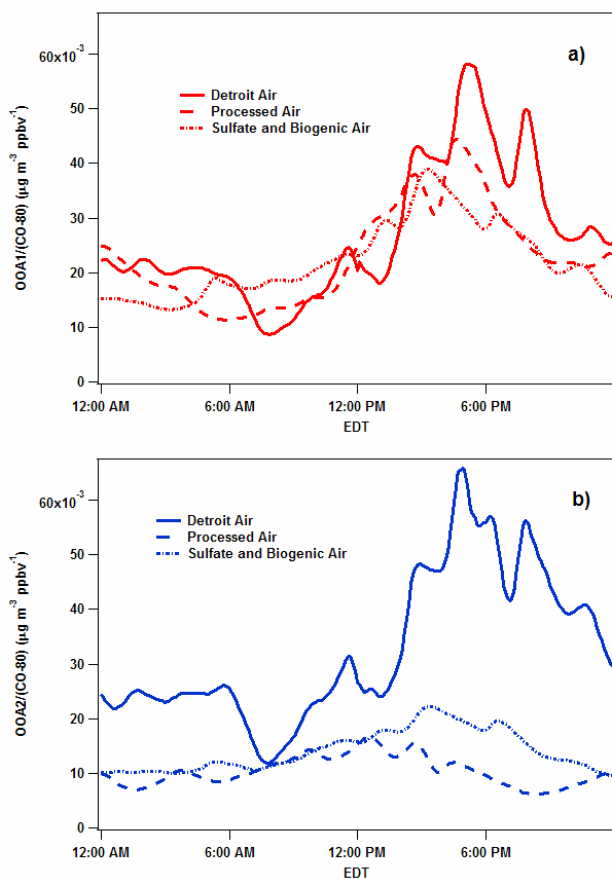 a)
60x10⁻³
50
40
30
20
10
0
OOA1/(CO-80) (µg m⁻³ ppbv⁻¹)
Detroit Air
Processed Air
Sulfate and Biogenic Air
12:00 AM 6:00 AM 12:00 PM 6:00 PM
EDT
b)
60x10⁻³
50
40
30
20
10
0
OOA2/(CO-80) (µg m⁻³ ppbv⁻¹)
Detroit Air
Processed Air
Sulfate and Biogenic Air
12:00 AM 6:00 AM 12:00 PM 6:00 PM
EDT